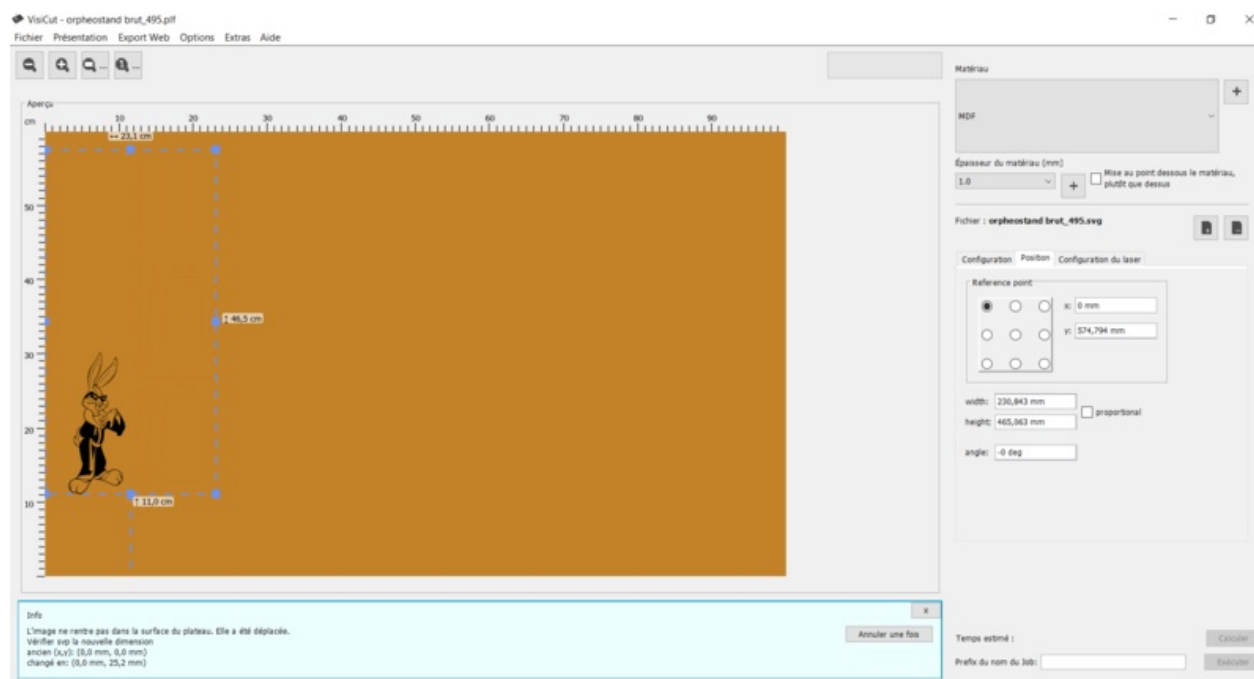 VisiCut - orpheostand brut_495.plf
Fichier Présentation Export Web Options Extras Aide
... ...
Matériau
MDF
+
Épaisseur du matériau (mm)
1.0
+
Mise au point dessous le matériau,
plutôt que dessus
Fichier : orpheostand brut_495.svg
Configuration Position Configuration du laser
Reference point
x: 0 mm
y: 574,794 mm
width: 230,843 mm
height: 465,063 mm
proportional
angle: -0 deg
Aperçu
cm 10 20 30 40 50 60 70 80 90
↔ 23,1 cm
50
40
↕ 46,5 cm
30
20
10
↕ 11,0 cm
Info
x
L'image ne rentre pas dans la surface du plateau. Elle a été déplacée.
Vérifier svp la nouvelle dimension
ancien (x,y): (0,0 mm, 0,0 mm)
changé en: (0,0 mm, 25,2 mm)
Annuler une fois
Temps estimé :
Calculer
Prefix du nom du Job:
Exécuter